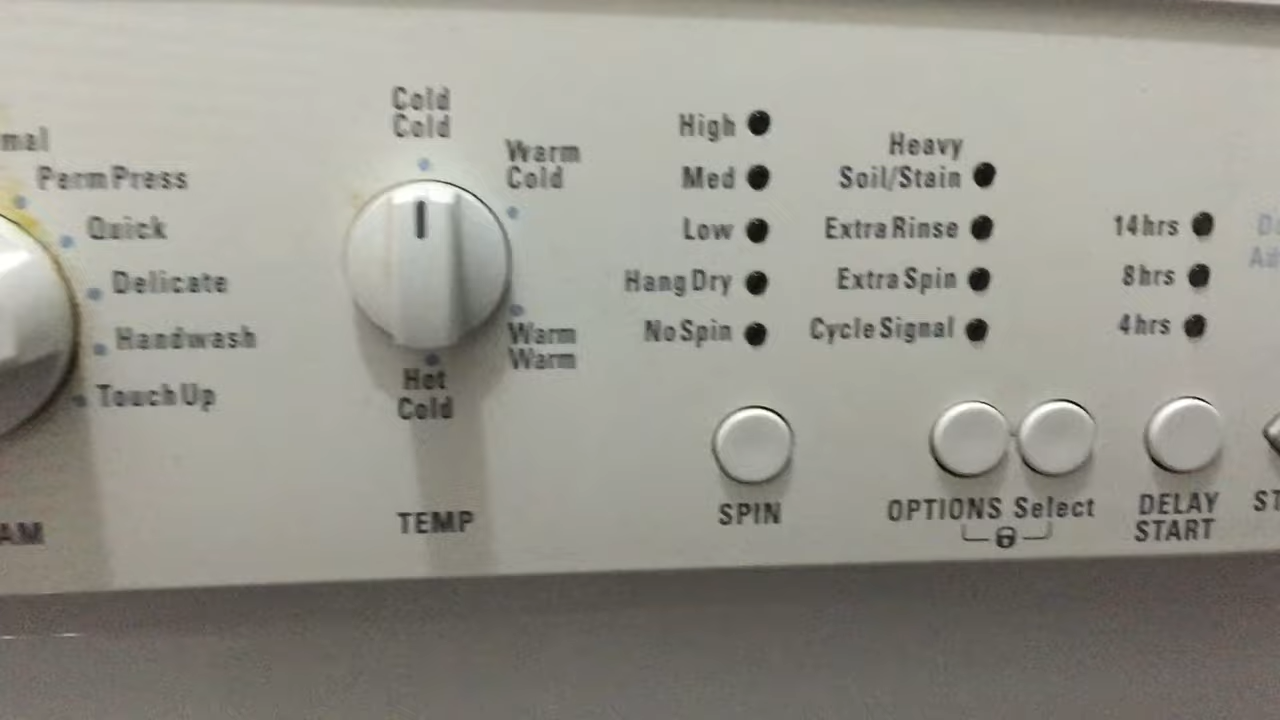 Cold
Cold
Warm
Cold
Warm
Warm
Hot
Cold
TEMP
Perm Press
Quick
Delicate
Handwash
Touch Up
High
Med
Low
Hang Dry
No Spin
SPIN
Heavy
Soil/Stain
Extra Rinse
Extra Spin
Cycle Signal
OPTIONS Select
14hrs
8hrs
4hrs
DELAY
START